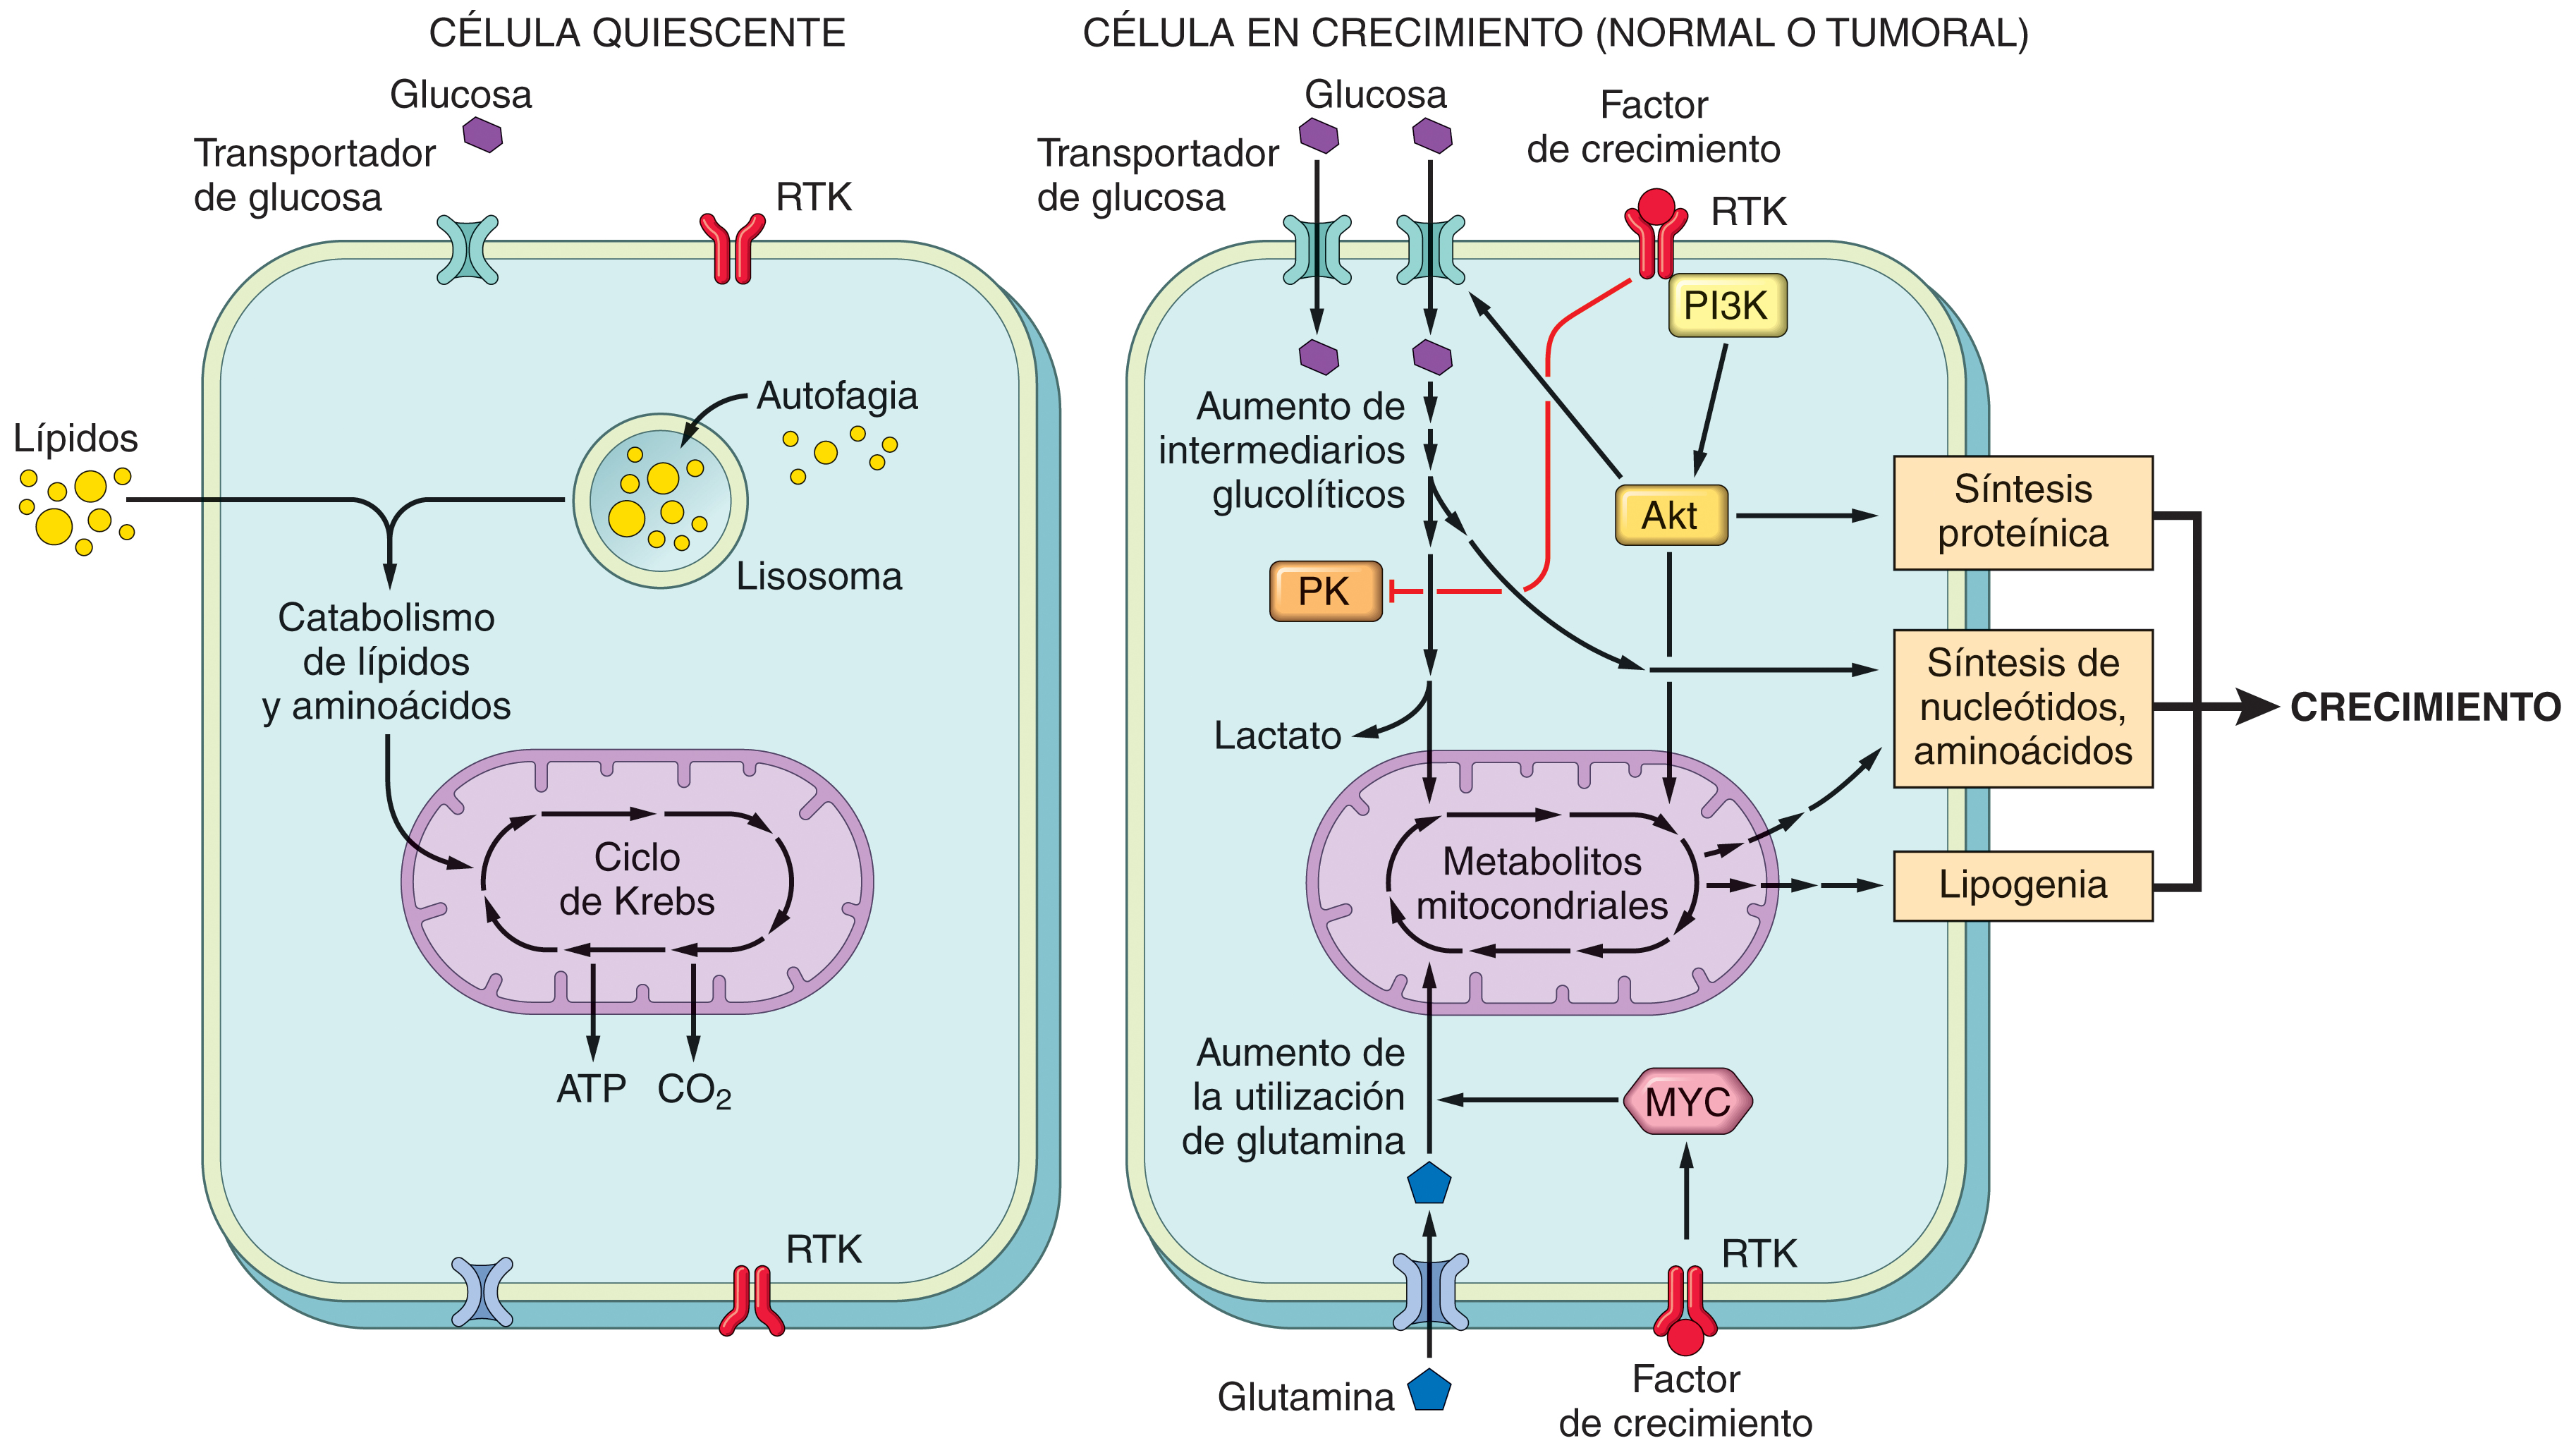 CÉLULA QUIESCENTE
Glucosa
Transportador
de glucosa
RTK
Lípidos
Autofagia
Lisosoma
Catabolismo
de lípidos
y aminoácidos
Ciclo
de Krebs
ATP
CO₂
RTK
CÉLULA EN CRECIMIENTO (NORMAL O TUMORAL)
Glucosa
Transportador
de glucosa
Factor
de crecimiento
RTK
PI3K
Aumento de
intermediarios
glucolíticos
Akt
PK
Lactato
Metabolitos
mitocondriales
Aumento de
la utilización
de glutamina
MYC
RTK
Glutamina
Factor
de crecimiento
Síntesis
proteínica
Síntesis de
nucleótidos,
aminoácidos
Lipogenia
CRECIMIENTO